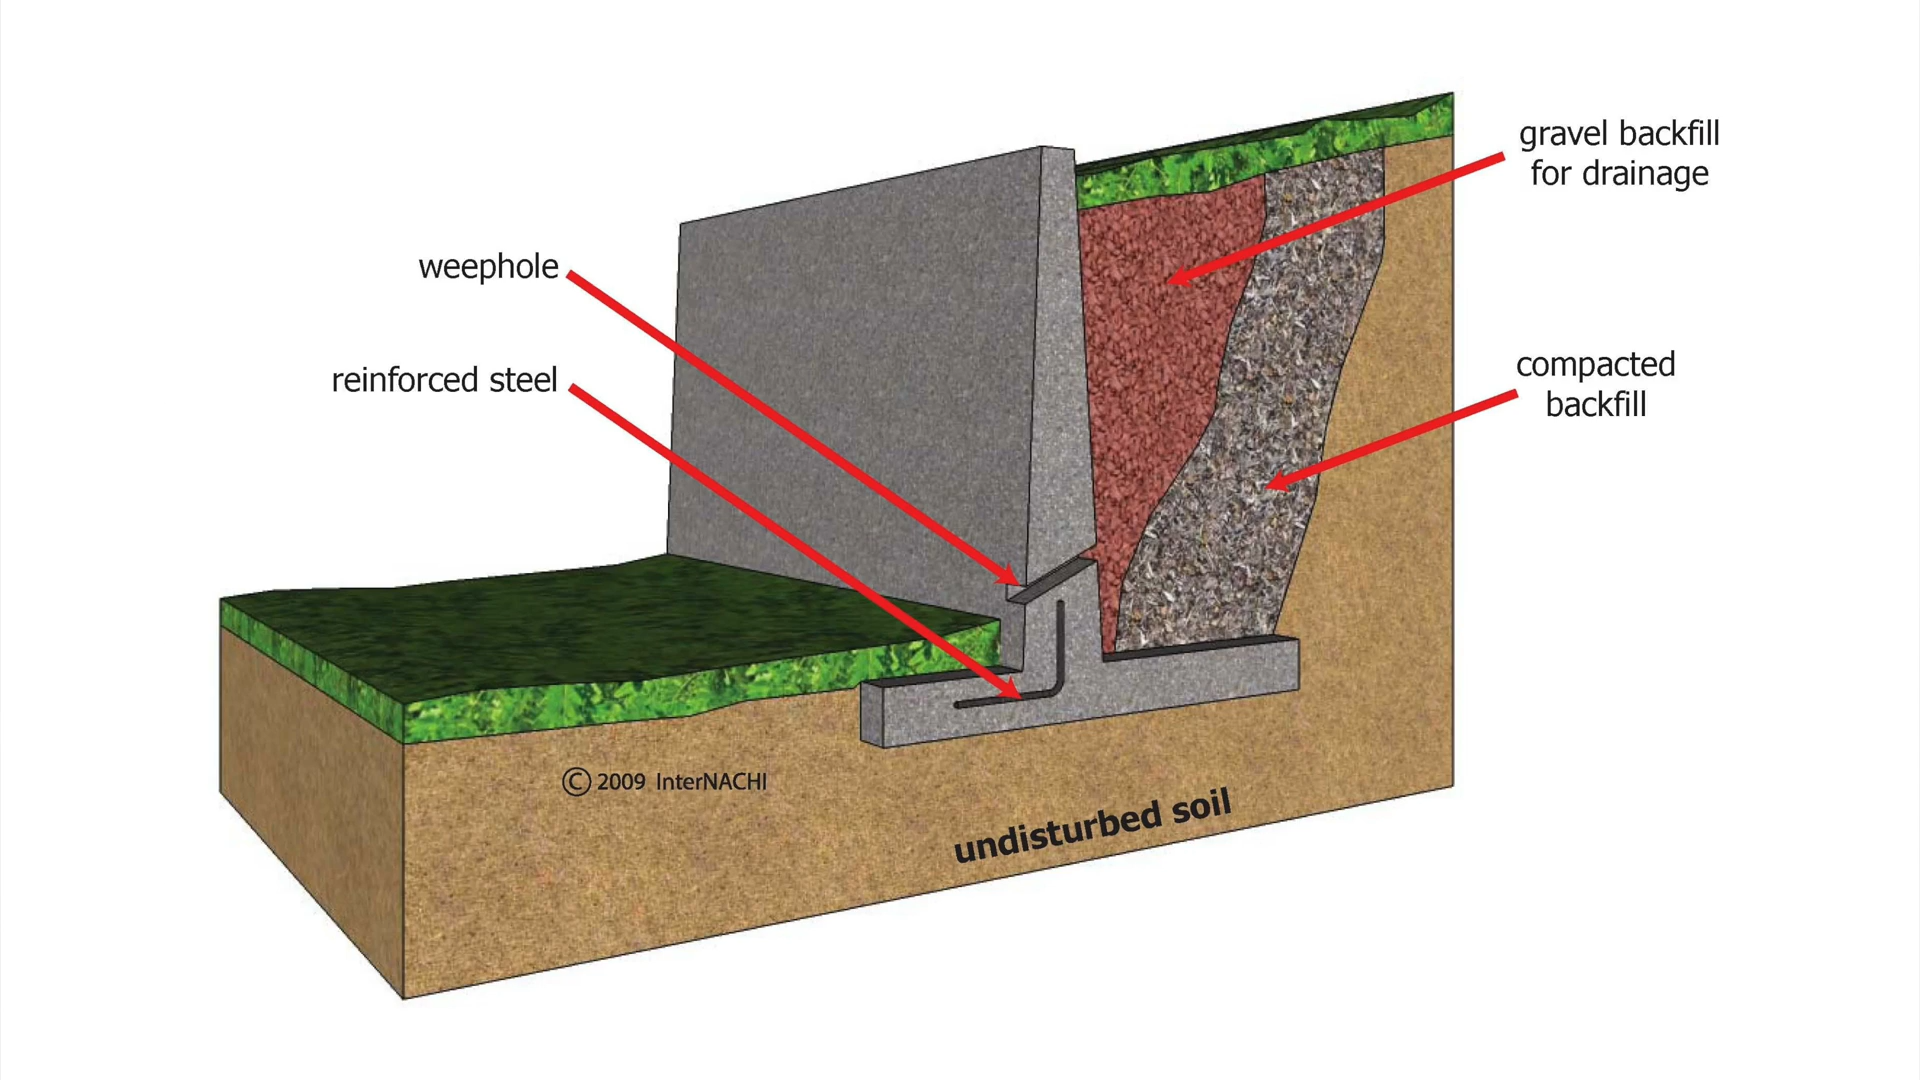 gravel backfill
for drainage
weephole
reinforced steel
compacted
backfill
© 2009 InterNACHI
undisturbed soil